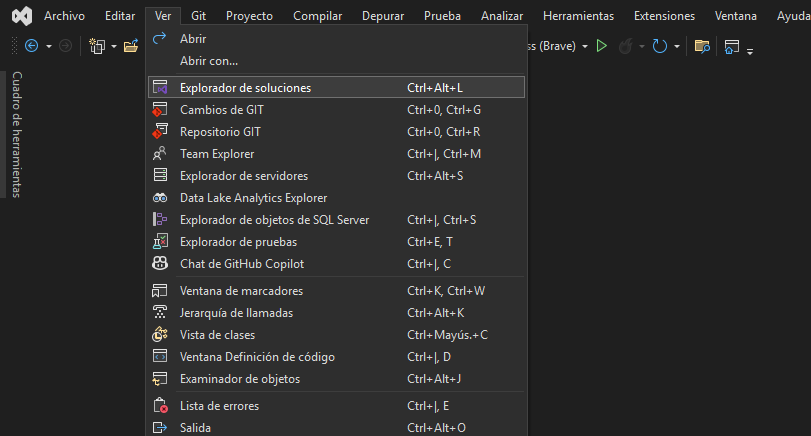 Archivo Editar Ver Git Proyecto Compilar Depurar Prueba Analizar Herramientas Extensiones Ventana Ayuda
ss (Brave)
Cuadro de herramientas
Abrir
Abrir con...
Explorador de soluciones Ctrl+Alt+L
Cambios de GIT Ctrl+0, Ctrl+G
Repositorio GIT Ctrl+0, Ctrl+R
Team Explorer Ctrl+|, Ctrl+M
Explorador de servidores Ctrl+Alt+S
Data Lake Analytics Explorer
Explorador de objetos de SQL Server Ctrl+|, Ctrl+S
Explorador de pruebas Ctrl+E, T
Chat de GitHub Copilot Ctrl+|, C
Ventana de marcadores Ctrl+K, Ctrl+W
Jerarquía de llamadas Ctrl+Alt+K
Vista de clases Ctrl+Mayús.+C
Ventana Definición de código Ctrl+|, D
Examinador de objetos Ctrl+Alt+J
Lista de errores Ctrl+|, E
Salida Ctrl+Alt+O